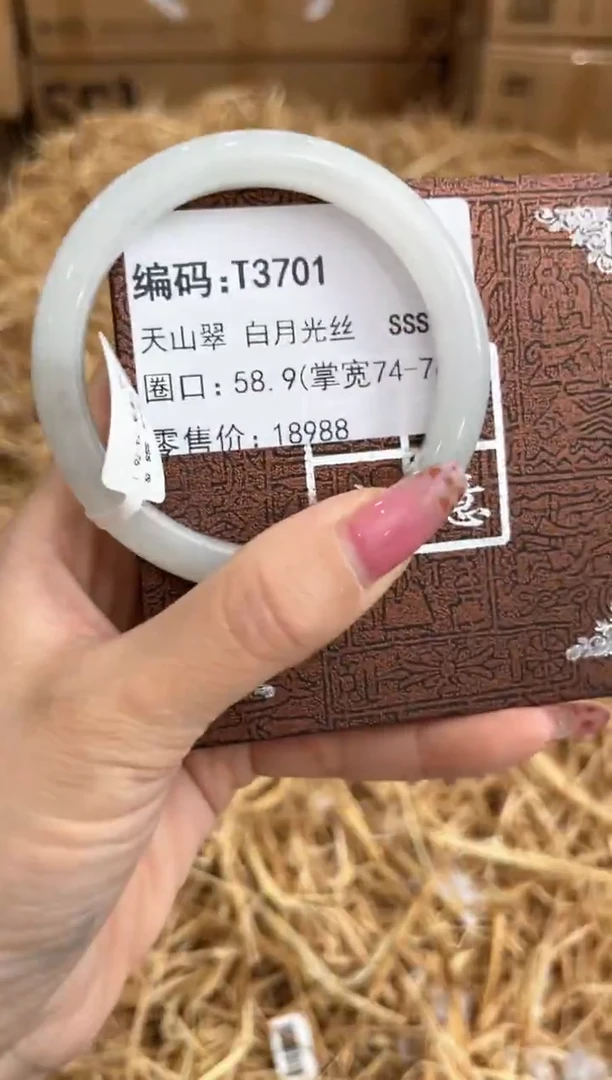 编码:T3701
天山翠 白月光丝 SSS
圈口:58.9(掌宽74-7
零售价:18988